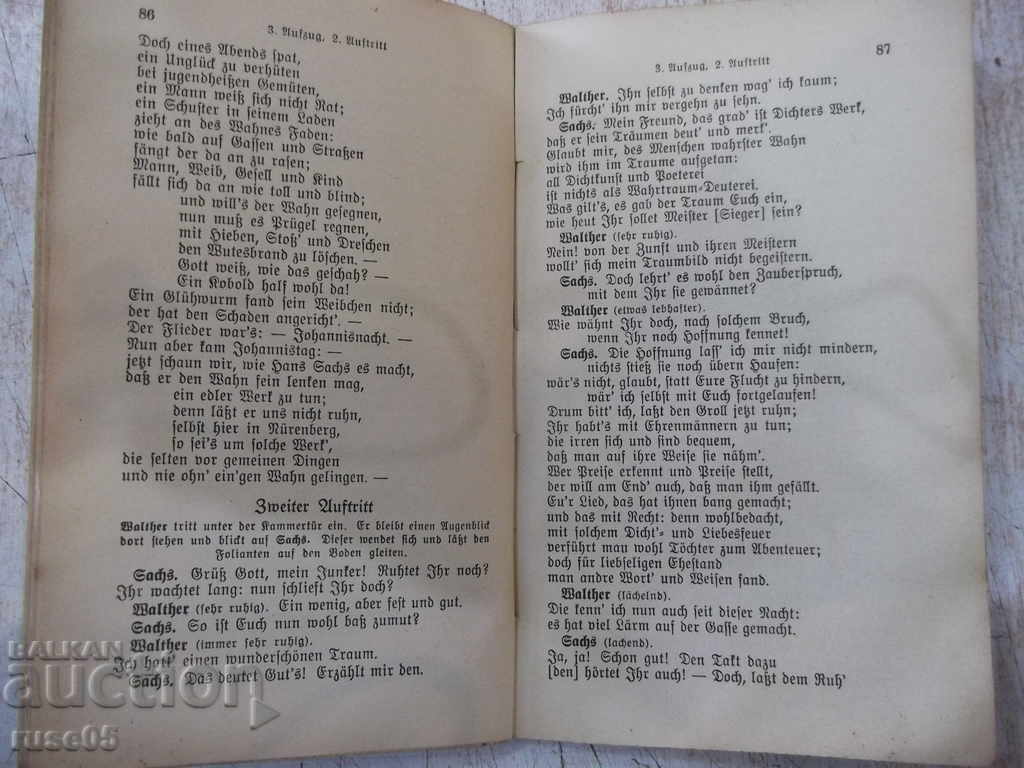 86
3. Aufzug. 2. Auftritt
Doch eines Abends spat,
ein Unglück zu verhüten
bei jugendheißen Gemüten,
ein Mann weiß sich nicht Rat;
ein Schuster in seinem Laden
zieht an des Wahnes Faden:
wie bald auf Gassen und Straßen
fängt der da an zu rasen;
Mann, Weib, Gesell und Kind
fällt sich da an wie toll und blind;
und will's der Wahn gesegnen,
nun muß es Prügel regnen,
mit Hieben, Stoß' und Dreschen
den Wutesbrand zu löschen. —
Gott weiß, wie das geschah? —
Ein Kobold half wohl da!
Ein Glühwurm fand sein Weibchen nicht;
der hat den Schaden angericht'. —
Der Flieder war's: — Johannisnacht. —
Nun aber kam Johannistag: —
jetzt schaun wir, wie Hans Sachs es macht,
daß er den Wahn fein lenken mag,
ein edler Werk zu tun;
denn läßt er uns nicht ruhn,
selbst hier in Nürenberg,
so sei's um solche Werk',
die selten vor gemeinen Dingen
und nie ohn' ein'gen Wahn gelingen. —
Zweiter Auftritt
Walther tritt unter der Kammertür ein. Er bleibt einen Augenblick
dort stehen und blickt auf Sachs. Dieser wendet sich und läßt den
Folianten auf den Boden gleiten.
Sachs. Grüß Gott, mein Junker! Ruhtet Ihr noch?
Ihr wachtet lang: nun schlieft Ihr doch?
Walther (sehr ruhig). Ein wenig, aber fest und gut.
Sachs. So ist Euch nun wohl baß zumut?
Walther (immer sehr ruhig).
Ich hatt' einen wunderschönen Traum.
Sachs. Das deutet Gut's! Erzählt mir den.
87
3. Aufzug. 2. Auftritt
Walther. Ihn selbst zu denken wag' ich kaum;
Ich fürcht' ihn mir vergehn zu sehn.
Sachs. Mein Freund, das grad' ist Dichters Werk,
daß er sein Träumen deut' und merk'.
Glaubt mir, des Menschen wahrster Wahn
wird ihm im Traume aufgetan:
all Dichtkunst und Poeterei
ist nichts als Wahrtraum-Deuterei.
Was gilt's, es gab der Traum Euch ein,
wie heut Ihr sollet Meister [Sieger] sein?
Walther (sehr ruhig).
Nein! von der Zunft und ihren Meistern
wollt' sich mein Traumbild nicht begeistern.
Sachs. Doch lehrt' es wohl den Zauberspruch,
mit dem Ihr sie gewännet?
Walther (etwas lebhafter).
Wie wähnt Ihr doch, nach solchem Bruch,
wenn Ihr noch Hoffnung kennet!
Sachs. Die Hoffnung lass' ich mir nicht mindern,
nichts stieß sie noch übern Haufen:
wär's nicht, glaubt, statt Eure Flucht zu hindern,
wär' ich selbst mit Euch fortgelaufen!
Drum bitt' ich, laßt den Groll jetzt ruhn;
Ihr habt's mit Ehrenmännern zu tun;
die irren sich und sind bequem,
daß man auf ihre Weise sie nähm'.
Wer Preise erkennt und Preise stellt,
der will am End' auch, daß man ihm gefällt.
Eu'r Lied, das hat ihnen bang gemacht;
und das mit Recht: denn wohlbedacht,
mit solchem Dicht'- und Liebesfeuer
verführt man wohl Töchter zum Abenteuer;
doch für liebseligen Ehestand
man andre Wort' und Weisen fand.
Walther (lächelnd).
Die kenn' ich nun auch seit dieser Nacht:
es hat viel Lärm auf der Gasse gemacht.
Sachs (lachend).
Ja, ja! Schon gut! Den Takt dazu
[den] hörtet Ihr auch! — Doch, laßt dem Ruh'
BALKAN
auction
ruse05